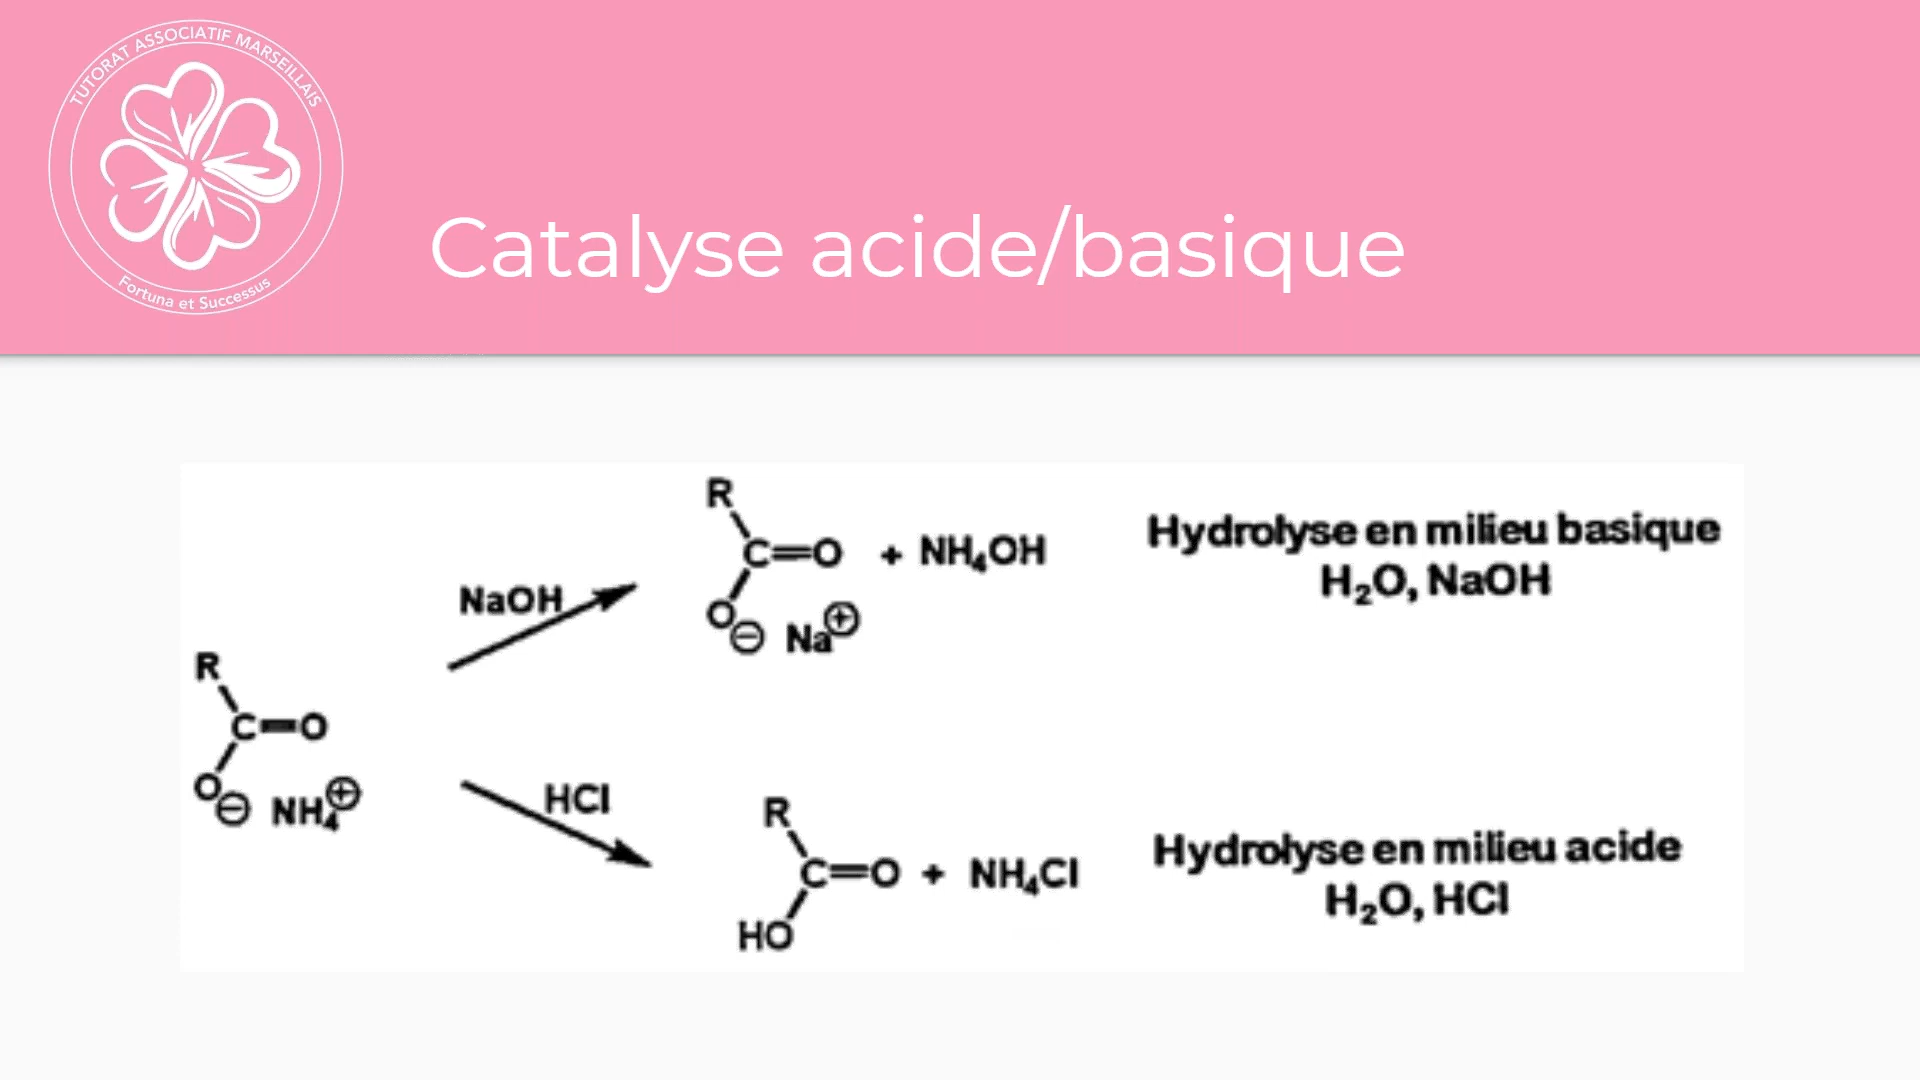 TUTORAT ASSOCIATIF MARSEILLAIS
Fortuna et Successus
Catalyse acide/basique
R
C=O + NH₄OH
O⊖ Na⊕
Hydrolyse en milieu basique
H₂O, NaOH
NaOH
R
C=O
O⊖ NH₄⊕
HCl
R
C=O + NH₄Cl
HO
Hydrolyse en milieu acide
H₂O, HCl